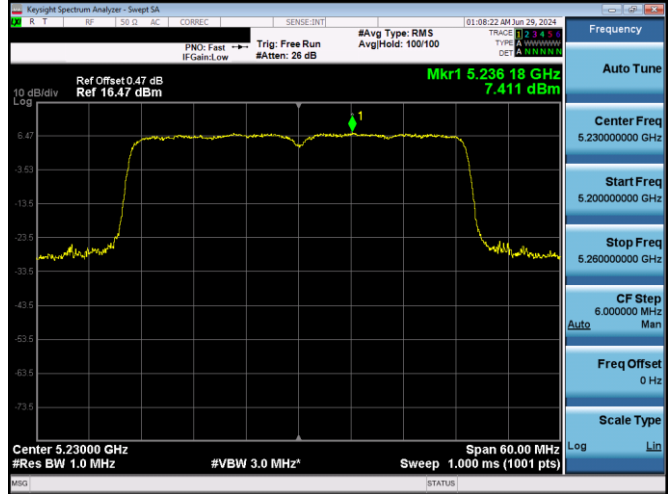 Keysight Spectrum Analyzer - Swept SA
R T RF 50 Ω AC CORREC SENSE:INT 01:08:22 AM Jun 29, 2024
#Avg Type: RMS TRACE 1 2 3 4 5 6
PNO: Fast Trig: Free Run Avg|Hold: 100/100 TYPE A WWWWW
IFGain:Low #Atten: 26 dB DET A N N N N N
Mkr1 5.236 18 GHz
Ref Offset 0.47 dB
10 dB/div Ref 16.47 dBm 7.411 dBm
Log
1
6.47
-3.53
-13.5
-23.5
-33.5
-43.5
-53.5
-63.5
-73.5
Center 5.23000 GHz Span 60.00 MHz
#Res BW 1.0 MHz #VBW 3.0 MHz* Sweep 1.000 ms (1001 pts)
MSG STATUS
Frequency
Auto Tune
Center Freq
5.230000000 GHz
Start Freq
5.200000000 GHz
Stop Freq
5.260000000 GHz
CF Step
6.000000 MHz
Auto Man
Freq Offset
0 Hz
Scale Type
Log Lin